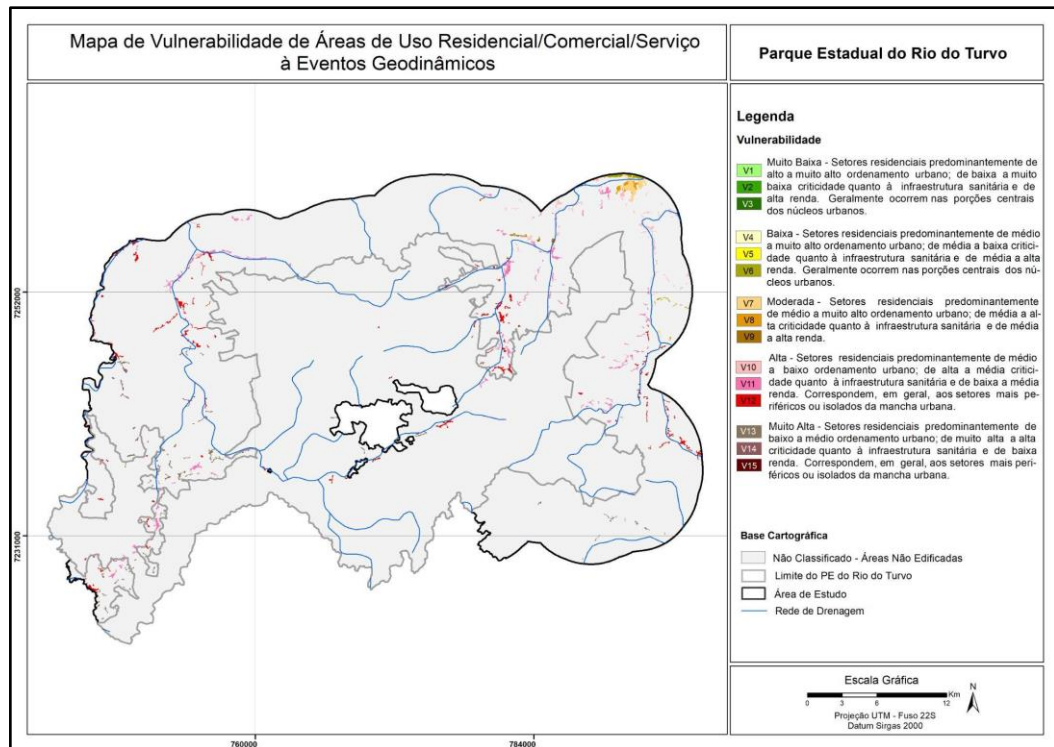 Mapa de Vulnerabilidade de Áreas de Uso Residencial/Comercial/Serviço
à Eventos Geodinâmicos
Parque Estadual do Rio do Turvo
7252000
7231000
760000
784000
Legenda
Vulnerabilidade
V1
V2
V3
Muito Baixa - Setores residenciais predominantemente de
alto a muito alto ordenamento urbano; de baixa a muito
baixa criticidade quanto à infraestrutura sanitária e de
alta renda. Geralmente ocorrem nas porções centrais
dos núcleos urbanos.
V4
V5
V6
Baixa - Setores residenciais predominantemente de médio
a muito alto ordenamento urbano; de média a baixa critici-
dade quanto à infraestrutura sanitária e de média a alta
renda. Geralmente ocorrem nas porções centrais dos nú-
cleos urbanos.
V7
V8
V9
Moderada - Setores residenciais predominantemente
de médio a muito alto ordenamento urbano; de média a al-
ta criticidade quanto à infraestrutura sanitária e de média
a alta renda.
V10
V11
V12
Alta - Setores residenciais predominantemente de médio
a baixo ordenamento urbano; de alta a média critici-
dade quanto à infraestrutura sanitária e de baixa a média
renda. Correspondem, em geral, aos setores mais pe-
riféricos ou isolados da mancha urbana.
V13
V14
V15
Muito Alta - Setores residenciais predominantemente de
baixo a médio ordenamento urbano; de muito alta a alta
criticidade quanto à infraestrutura sanitária e de baixa
renda. Correspondem, em geral, aos setores mais peri-
féricos ou isolados da mancha urbana.
Base Cartográfica
Não Classificado - Áreas Não Edificadas
Limite do PE do Rio do Turvo
Área de Estudo
Rede de Drenagem
Escala Gráfica
0 3 6 12 Km
N
Projeção UTM - Fuso 22S
Datum Sirgas 2000